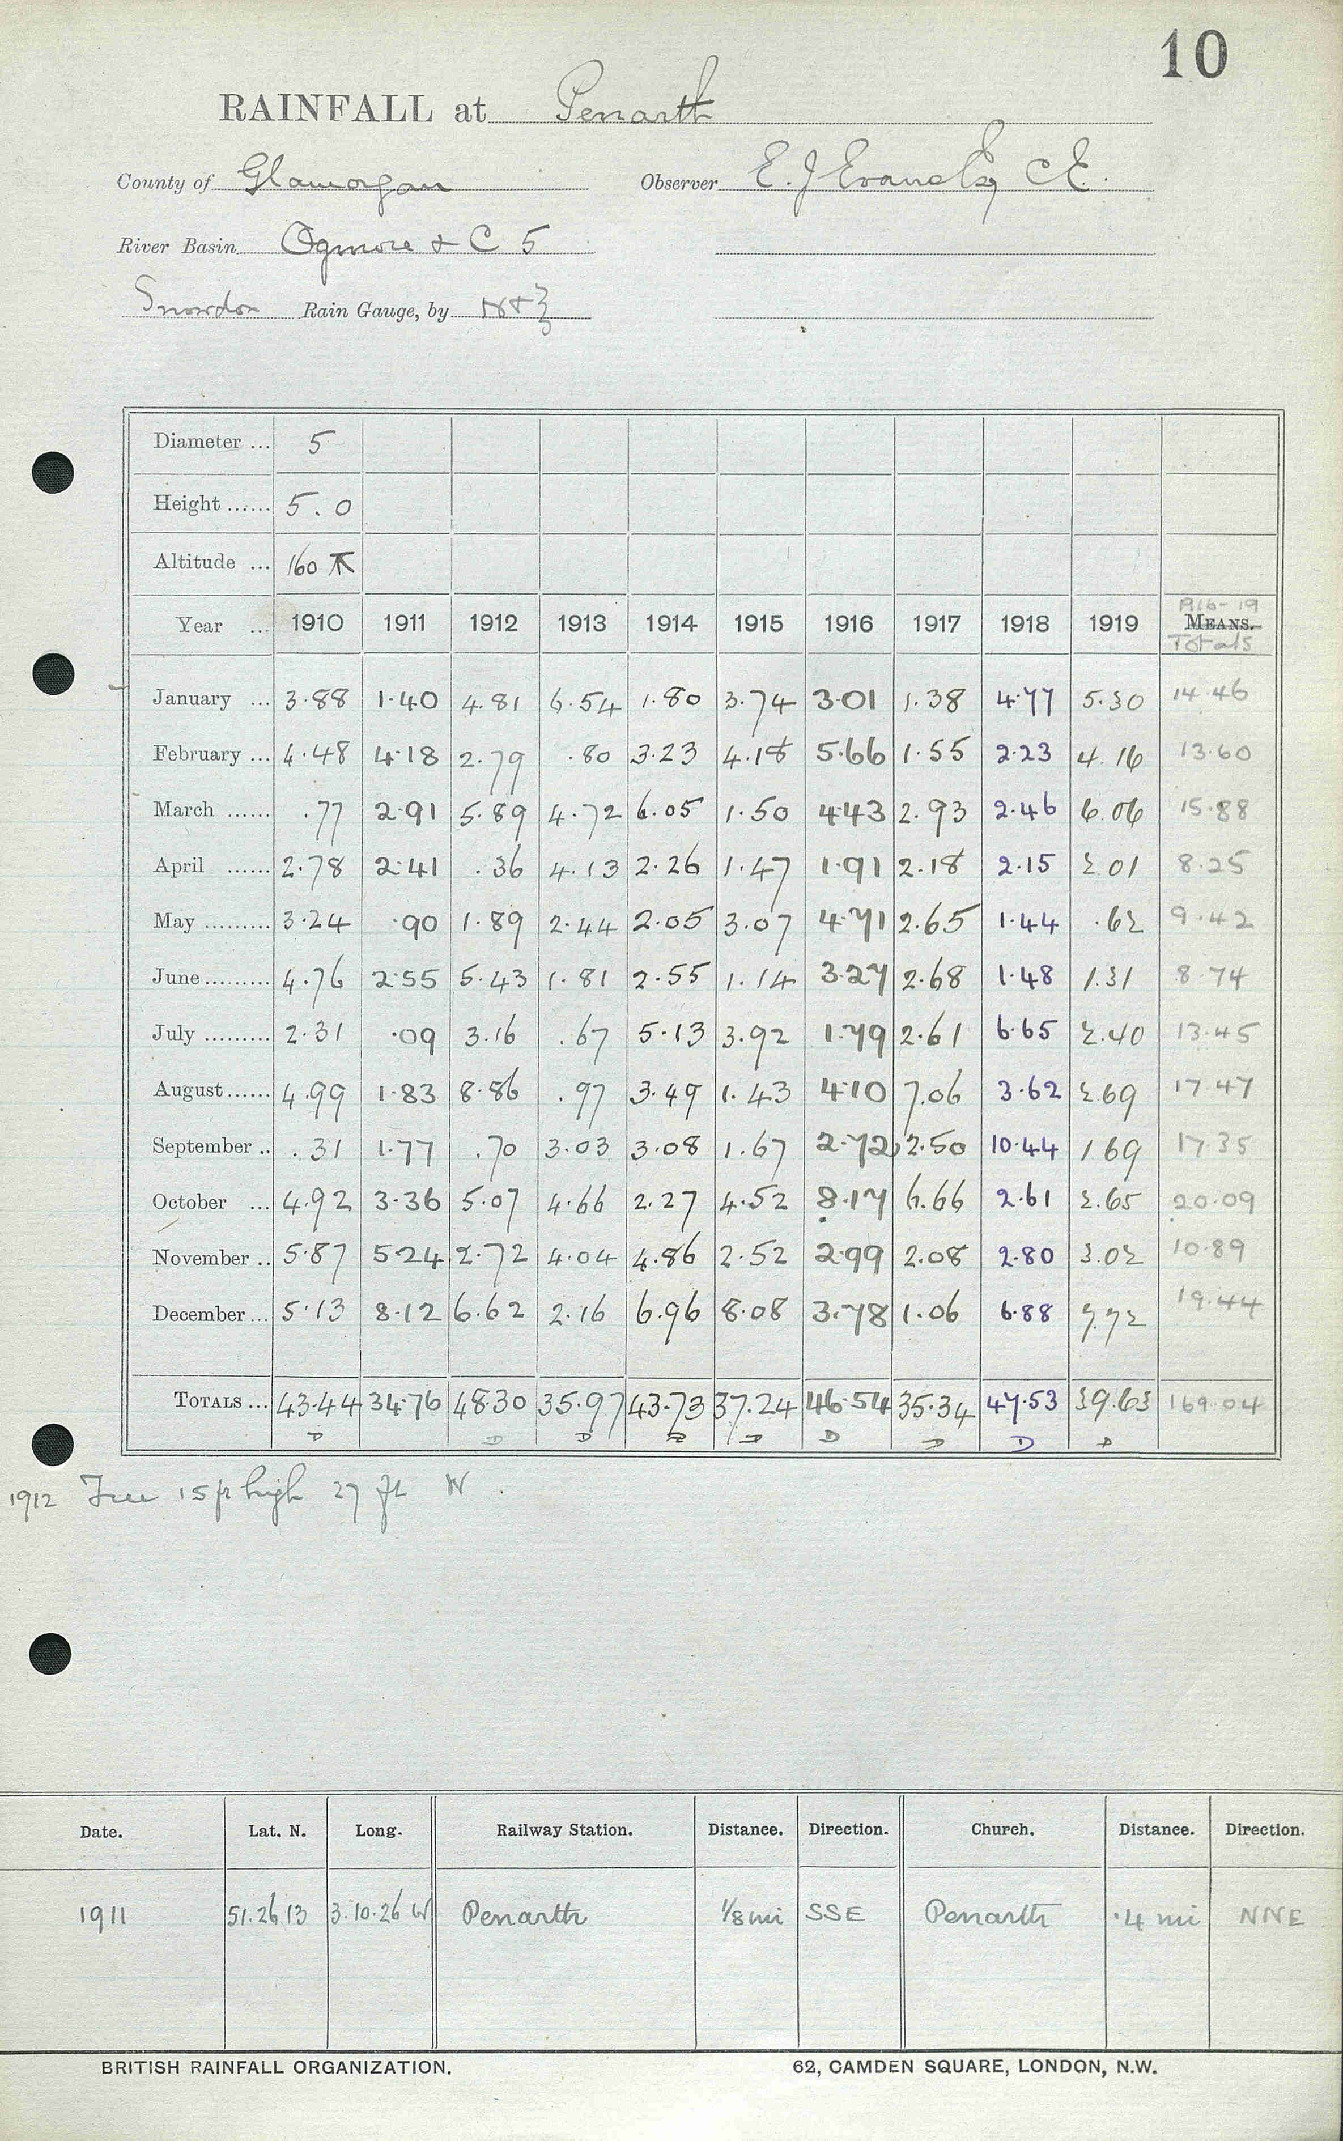 10
RAINFALL at Penarth
County of Glamorgan Observer E. J Evans Esq CE.
River Basin Ogmore & C 5
Snowdon Rain Gauge, by N & Z
Diameter ... 5
Height ...... 5.0
Altitude ... 160
1916-19
Year ... 1910 1911 1912 1913 1914 1915 1916 1917 1918 1919 MEANS.
Totals
January ... 3.88 1.40 4.81 6.54 1.80 3.74 3.01 1.38 4.77 5.30 14.46
February ... 4.48 4.18 2.79 .80 3.23 4.18 5.66 1.55 2.23 4.16 13.60
March ...... .77 2.91 5.89 4.72 6.05 1.50 4.43 2.93 2.46 6.06 15.88
April ...... 2.78 2.41 .36 4.13 2.26 1.47 1.91 2.18 2.15 2.01 8.25
May ......... 3.24 .90 1.89 2.44 2.05 3.07 4.71 2.65 1.44 .62 9.42
June ......... 4.76 2.55 5.43 1.81 2.55 1.14 3.27 2.68 1.48 1.31 8.74
July ......... 2.31 .09 3.16 .67 5.13 3.92 1.79 2.61 6.65 2.40 13.45
August ...... 4.99 1.83 8.86 .97 3.49 1.43 4.10 7.06 3.62 2.69 17.47
September .. .31 1.77 .70 3.03 3.08 1.67 2.72 2.50 10.44 1.69 17.35
October ... 4.92 3.36 5.07 4.66 2.27 4.52 8.17 6.66 2.61 2.65 20.09
November .. 5.87 5.24 2.72 4.04 4.86 2.52 2.99 2.08 2.80 3.02 10.89
December ... 5.13 8.12 6.62 2.16 6.96 8.08 3.78 1.06 6.88 7.72 19.44
TOTALS ... 43.44 34.76 48.30 35.97 43.73 37.24 46.54 35.34 47.53 39.63 169.04
D D D D D D D D D
1912 Tree 15 ft high 27 ft W.
Date. Lat. N. Long. Railway Station. Distance. Direction. Church. Distance. Direction.
1911 51.26 13 3.10.26 W Penarth 1/8 mi SSE Penarth .4 mi NNE
BRITISH RAINFALL ORGANIZATION. 62, CAMDEN SQUARE, LONDON, N.W.